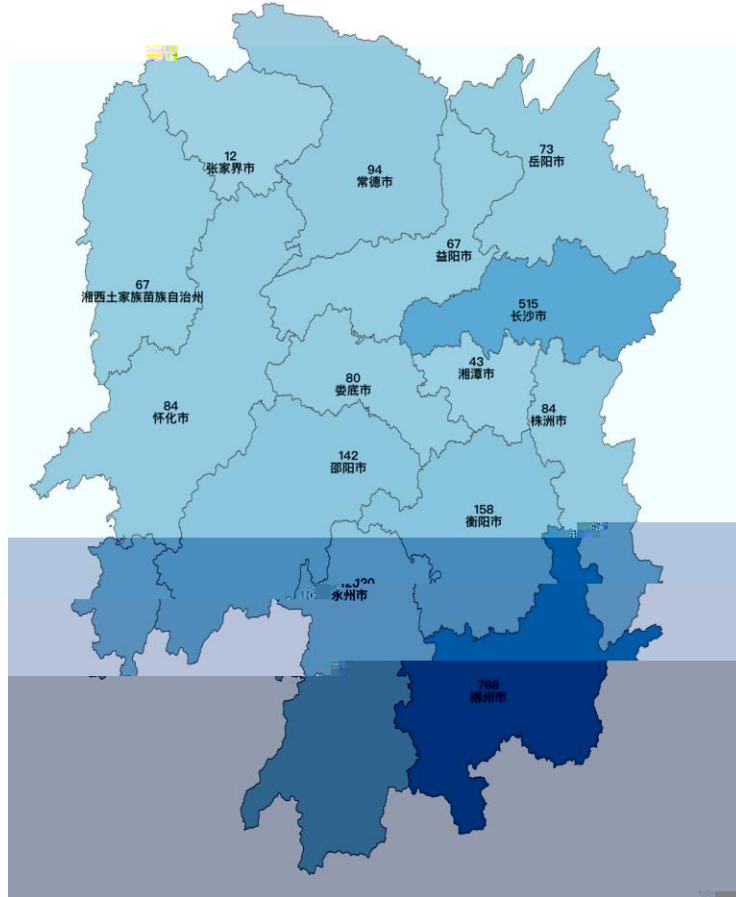 12
张家界市
94
常德市
73
岳阳市
67
益阳市
67
湘西土家族苗族自治州
515
长沙市
43
湘潭市
80
娄底市
84
怀化市
84
株洲市
142
邵阳市
158
衡阳市
永州市
768
郴州市